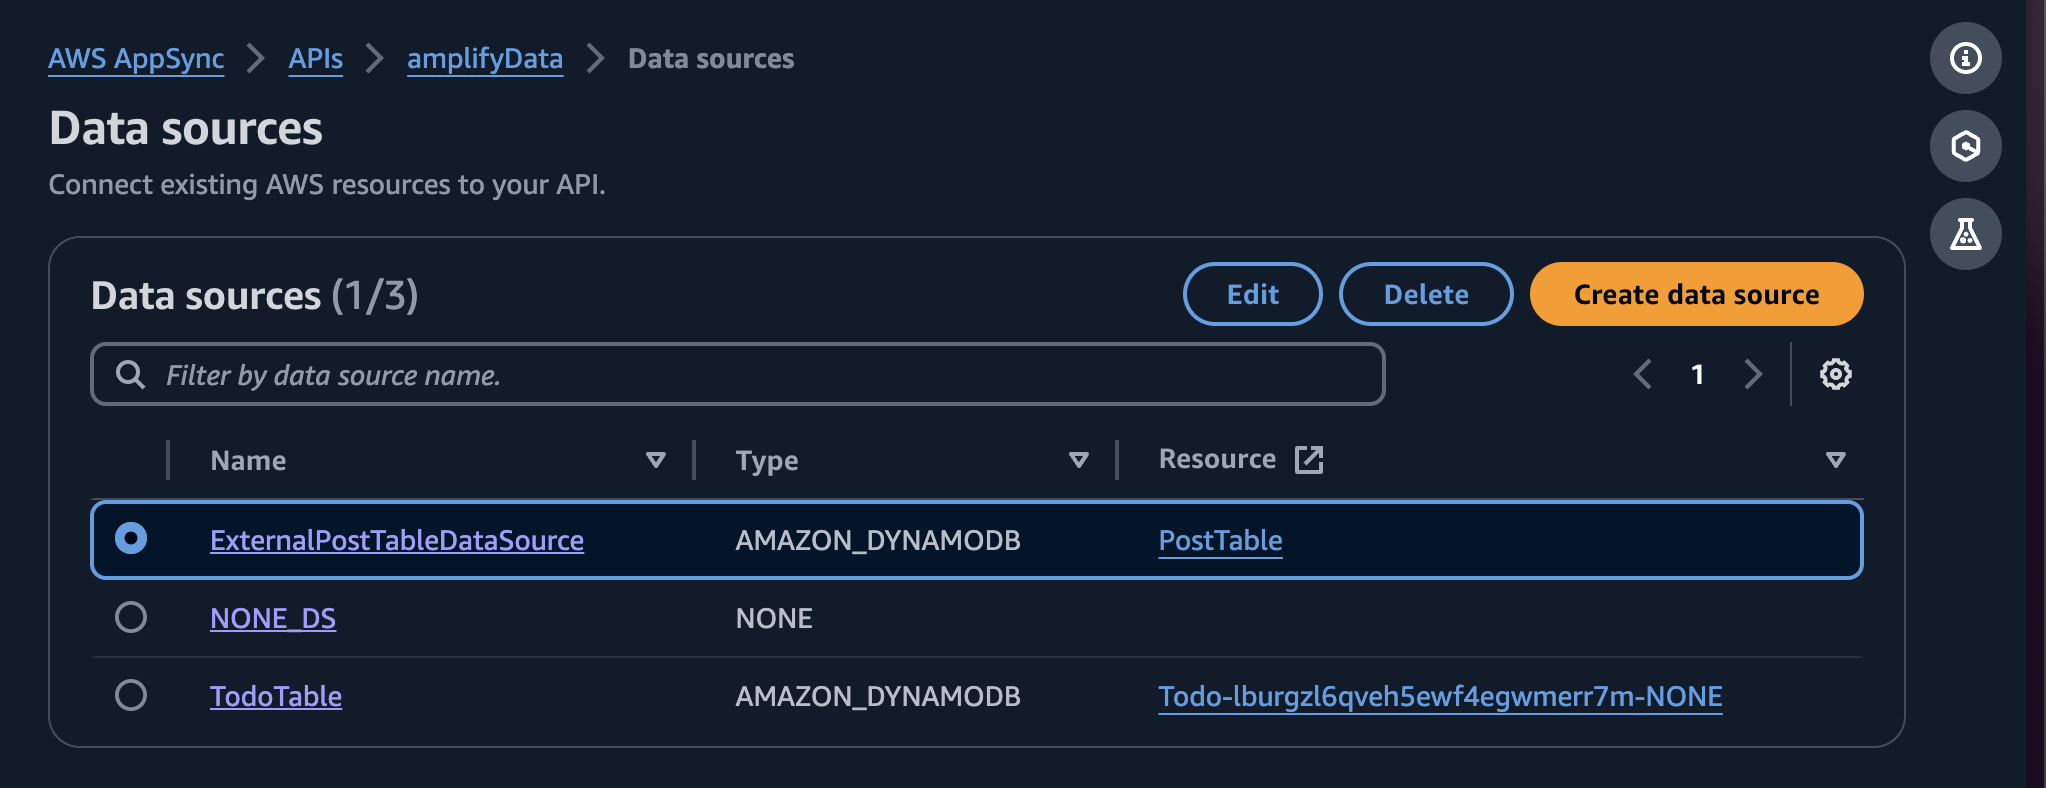 AWS AppSync > APIs > amplifyData > Data sources
Data sources
Connect existing AWS resources to your API.
Data sources (1/3)
Edit
Delete
Create data source
Filter by data source name.
1
Name
Type
Resource
ExternalPostTableDataSource
AMAZON_DYNAMODB
PostTable
NONE_DS
NONE
TodoTable
AMAZON_DYNAMODB
Todo-lburgzl6qveh5ewf4egwmerr7m-NONE